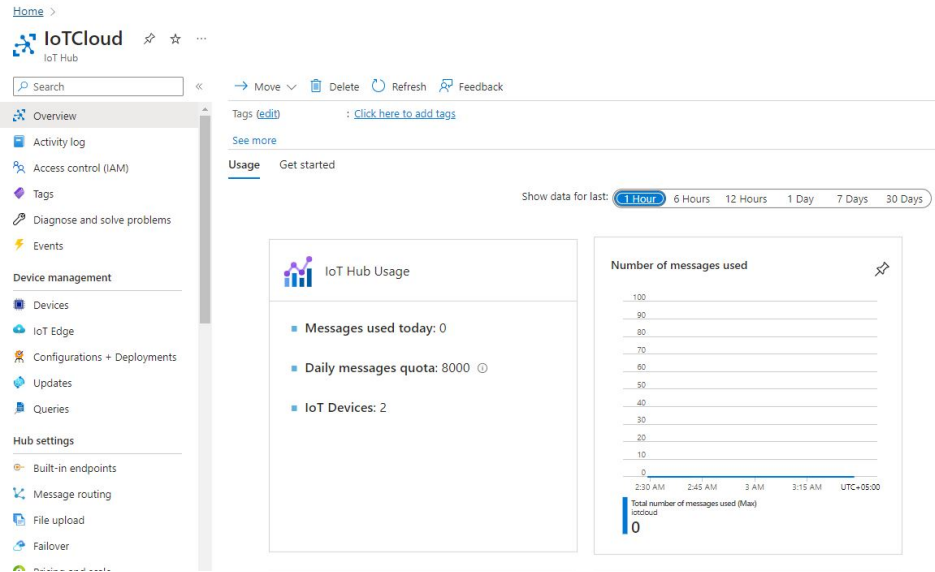 Home >
IoTCloud
IoT Hub
Search
«
Overview
Activity log
Access control (IAM)
Tags
Diagnose and solve problems
Events
Device management
Devices
IoT Edge
Configurations + Deployments
Updates
Queries
Hub settings
Built-in endpoints
Message routing
File upload
Failover
Pricing and scale
Move Delete Refresh Feedback
Tags (edit) : Click here to add tags
See more
Usage Get started
Show data for last: 1 Hour 6 Hours 12 Hours 1 Day 7 Days 30 Days
IoT Hub Usage
Messages used today: 0
Daily messages quota: 8000
IoT Devices: 2
Number of messages used
100
90
80
70
60
50
40
30
20
10
0
2:30 AM 2:45 AM 3 AM 3:15 AM UTC+05:00
Total number of messages used (Max)
iotcloud
0